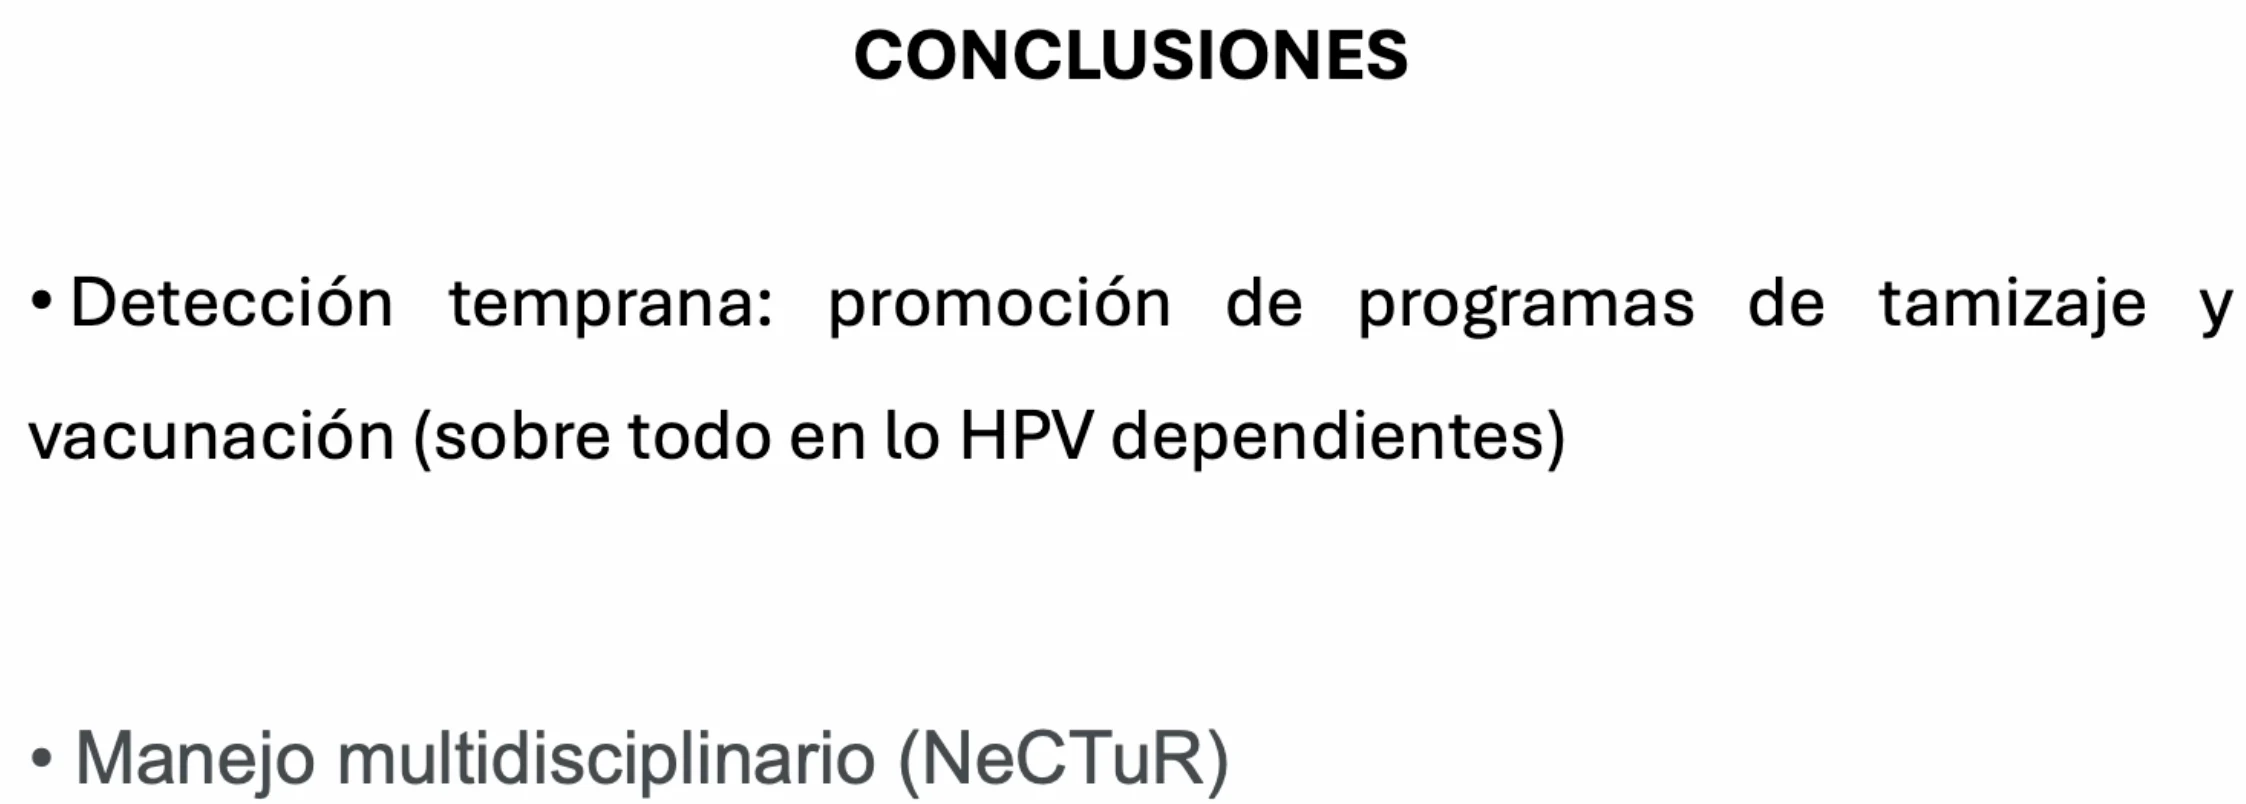 CONCLUSIONES
• Detección temprana: promoción de programas de tamizaje y
vacunación (sobre todo en lo HPV dependientes)
• Manejo multidisciplinario (NeCTuR)